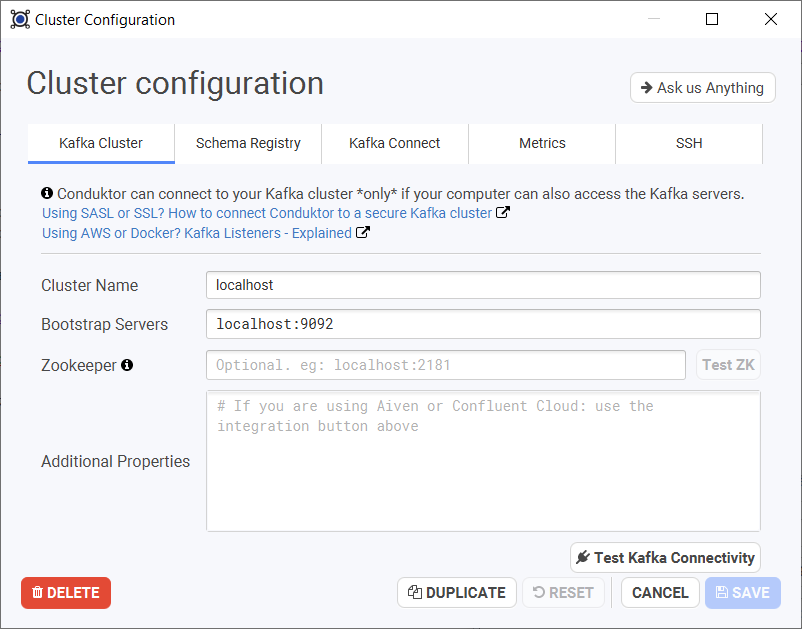 Cluster Configuration
Cluster configuration
Ask us Anything
Kafka Cluster
Schema Registry
Kafka Connect
Metrics
SSH
Conduktor can connect to your Kafka cluster *only* if your computer can also access the Kafka servers.
Using SASL or SSL? How to connect Conduktor to a secure Kafka cluster
Using AWS or Docker? Kafka Listeners - Explained
Cluster Name
localhost
Bootstrap Servers
localhost:9092
Zookeeper
Optional. eg: localhost:2181
Test ZK
Additional Properties
# If you are using Aiven or Confluent Cloud: use the
integration button above
Test Kafka Connectivity
DELETE
DUPLICATE
RESET
CANCEL
SAVE